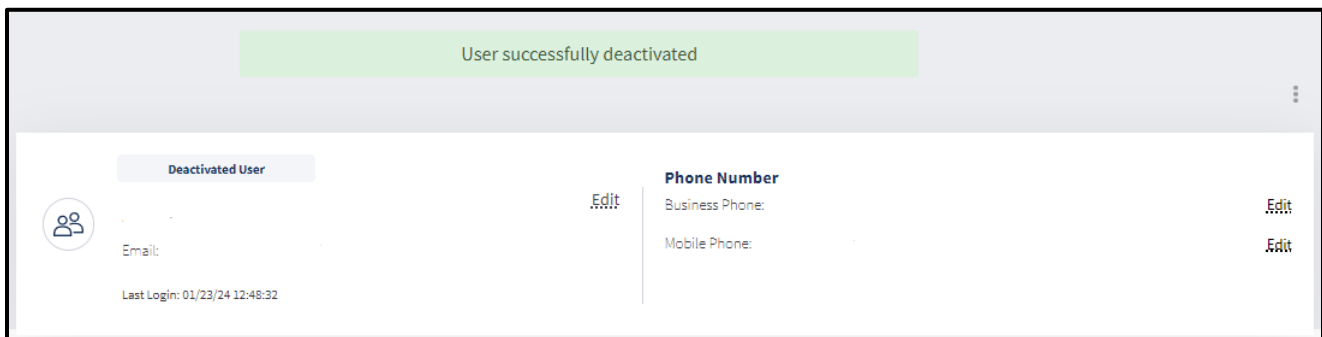 User successfully deactivated
Deactivated User
Edit
Email:
Last Login: 01/23/24 12:48:32
Phone Number
Business Phone:
Edit
Mobile Phone:
Edit